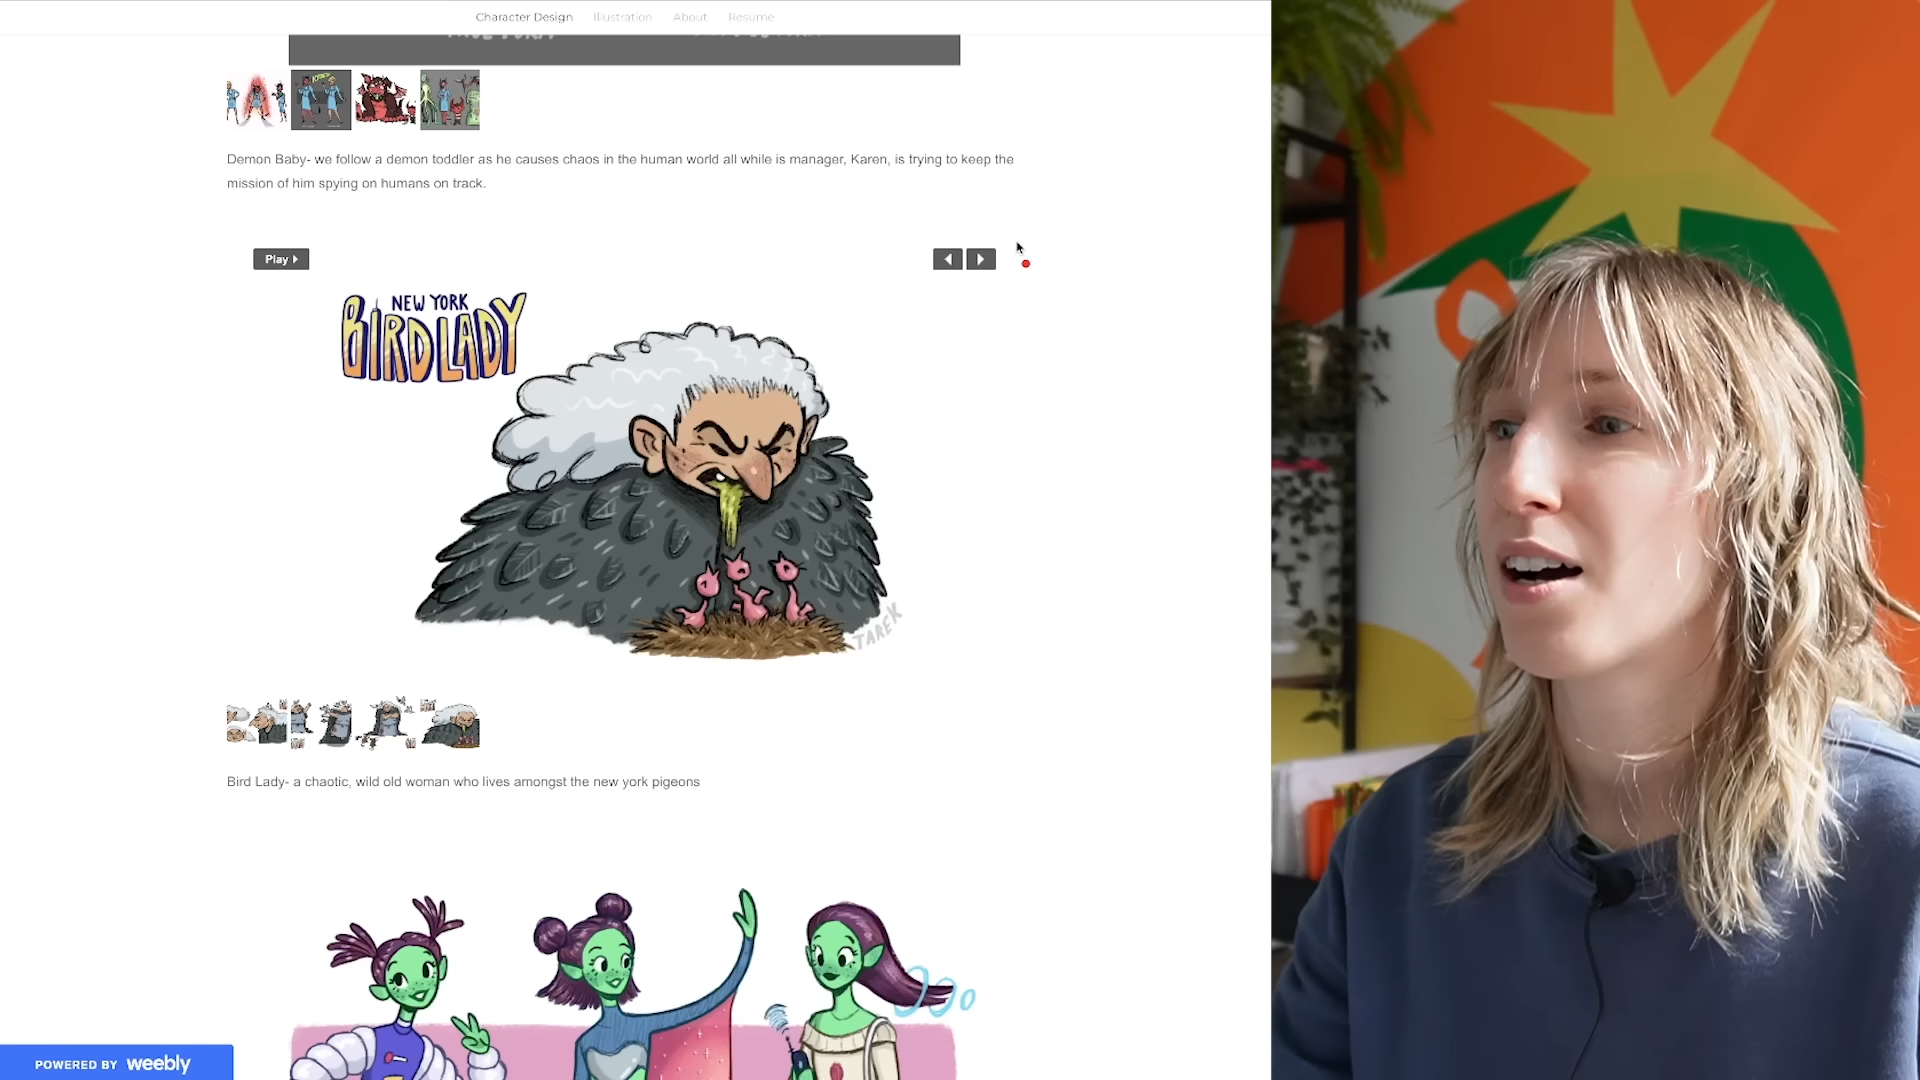 Character Design Illustration About Resume
Demon Baby- we follow a demon toddler as he causes chaos in the human world all while is manager, Karen, is trying to keep the
mission of him spying on humans on track.
Play
NEW YORK
BIRDLADY
TAREK
Bird Lady- a chaotic, wild old woman who lives amongst the new york pigeons
POWERED BY weebly